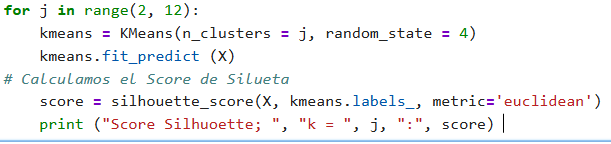 for j in range(2, 12):
    kmeans = KMeans(n_clusters = j, random_state = 4)
    kmeans.fit_predict (X)
# Calculamos el Score de Silueta
    score = silhouette_score(X, kmeans.labels_, metric='euclidean')
    print ("Score Silhuoette; ", "k = ", j, ":", score)